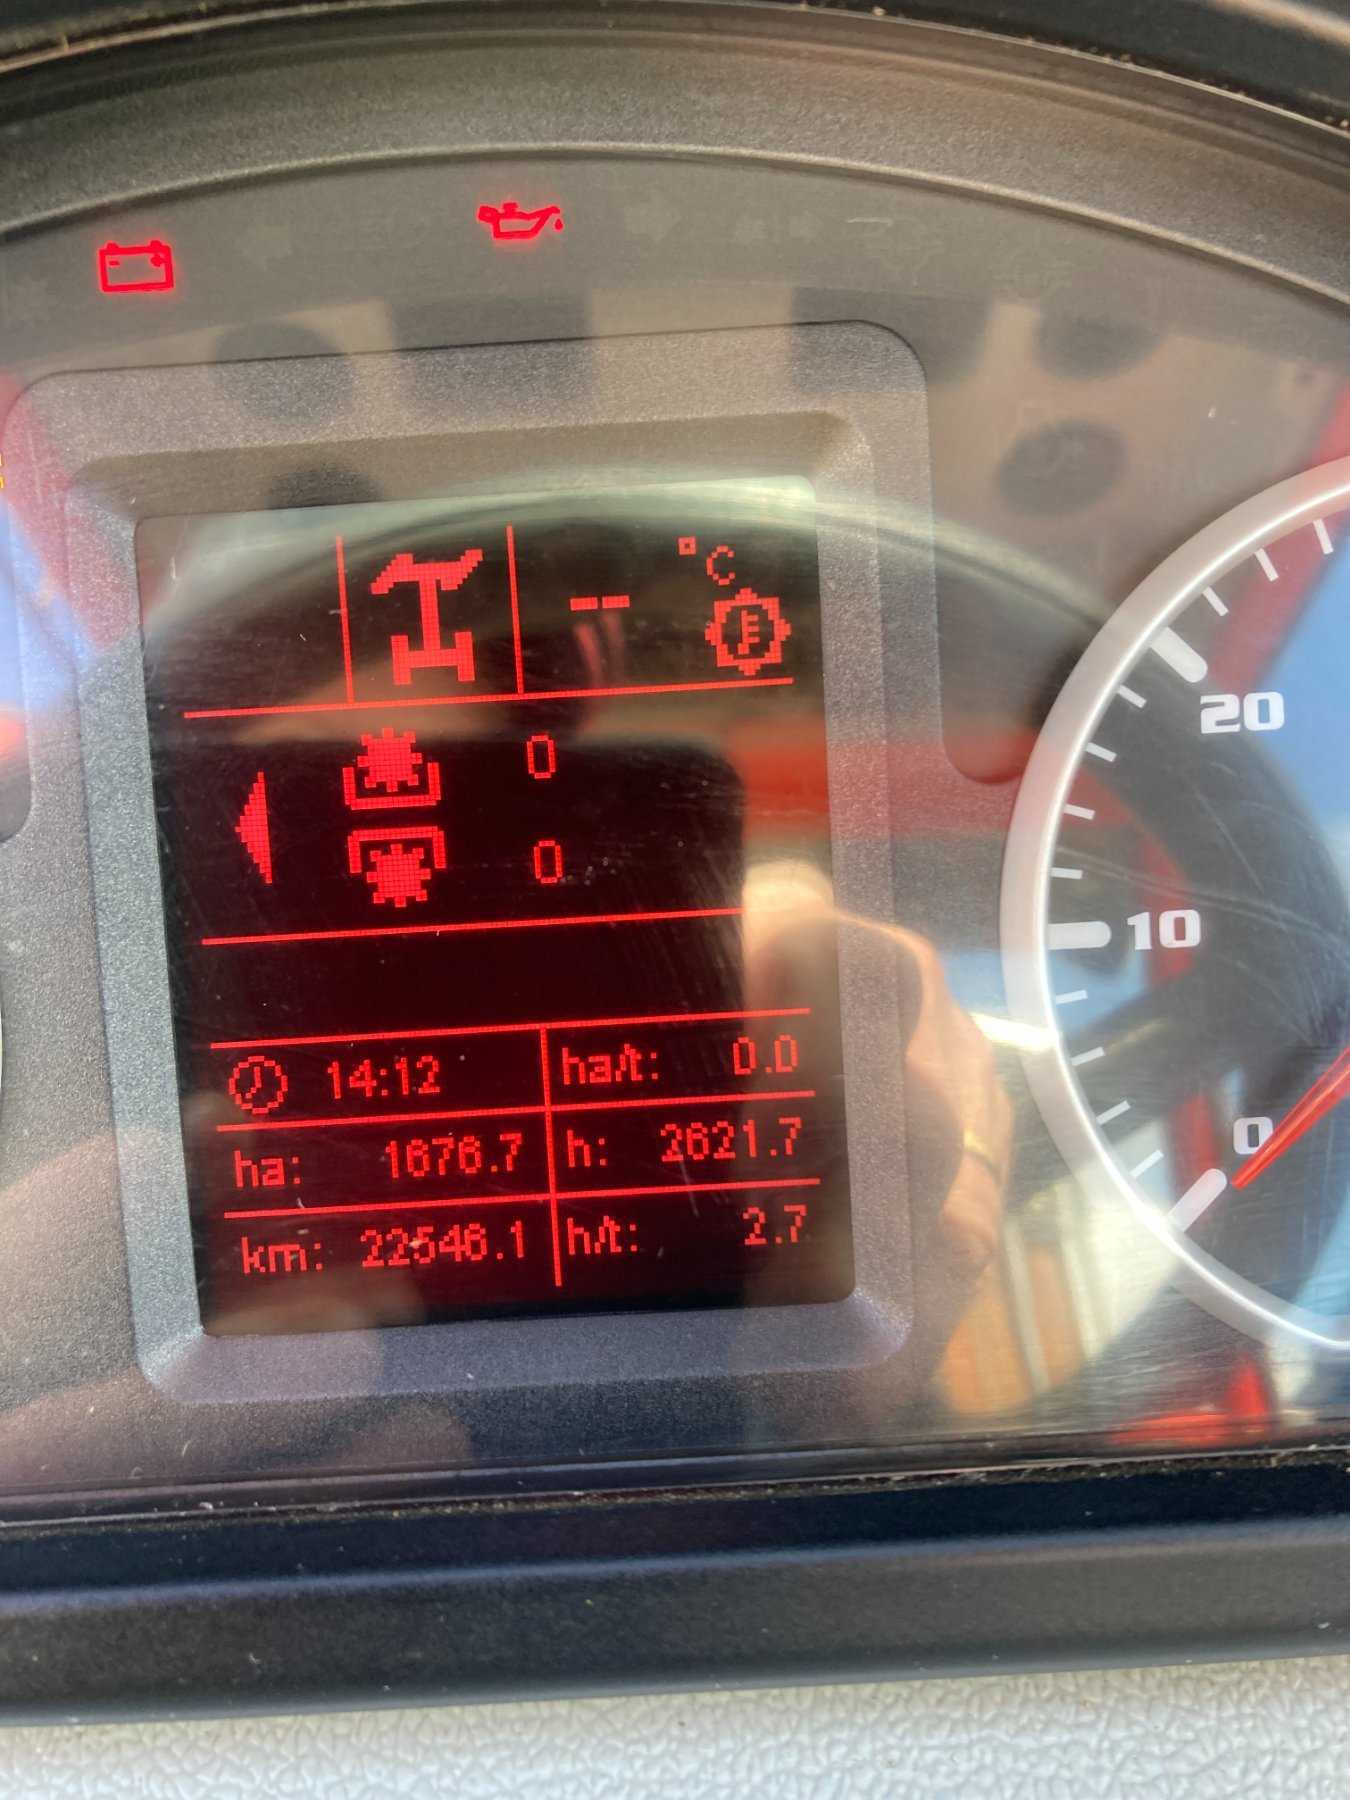 -- °C
0
0
14:12
ha/t: 0.0
ha: 1676.7
h: 2621.7
km: 22546.1
h/t: 2.7
20
10
0